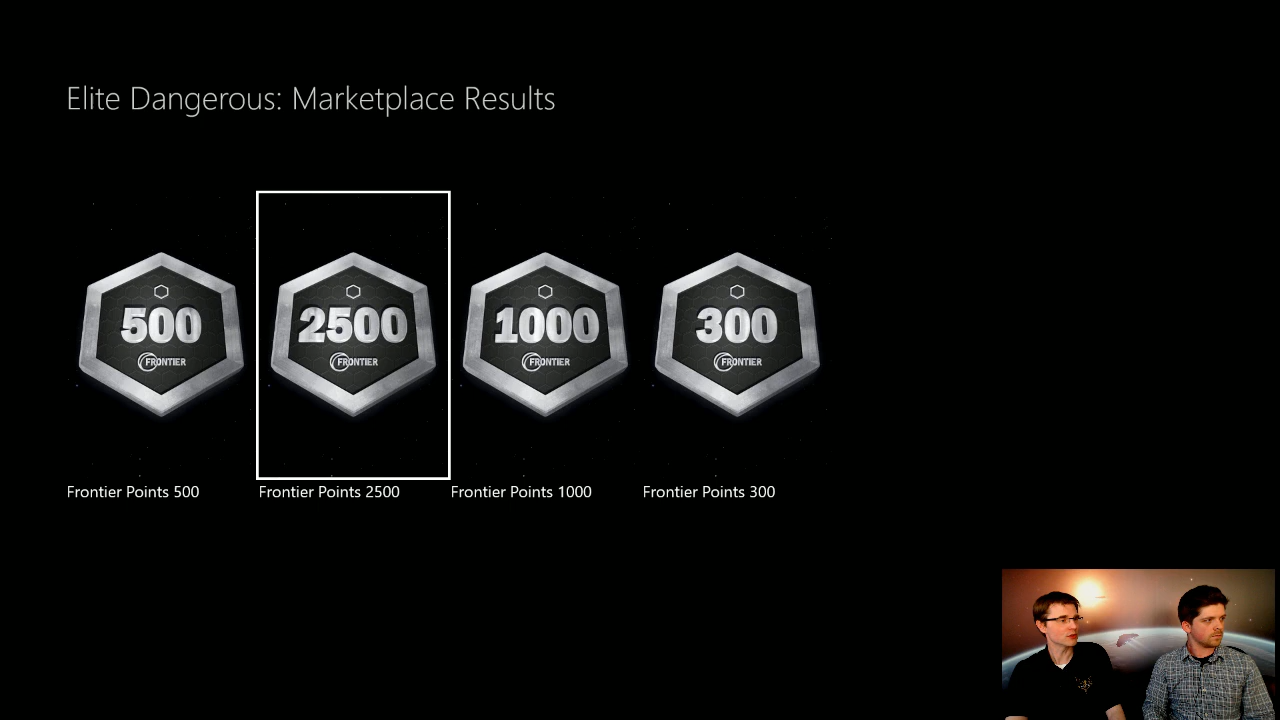 Elite Dangerous: Marketplace Results
500
FRONTIER
2500
FRONTIER
1000
FRONTIER
300
FRONTIER
Frontier Points 500
Frontier Points 2500
Frontier Points 1000
Frontier Points 300